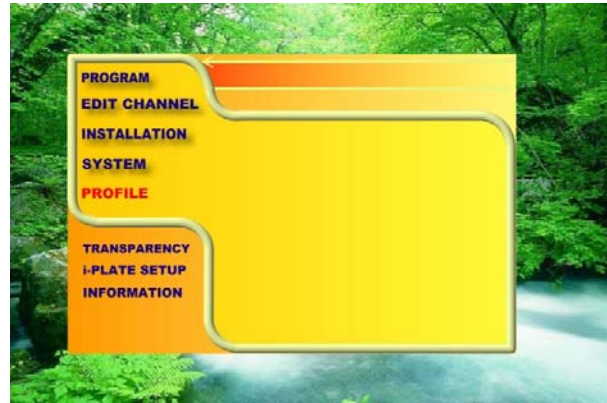 PROGRAM
EDIT CHANNEL
INSTALLATION
SYSTEM
PROFILE
TRANSPARENCY
i-PLATE SETUP
INFORMATION